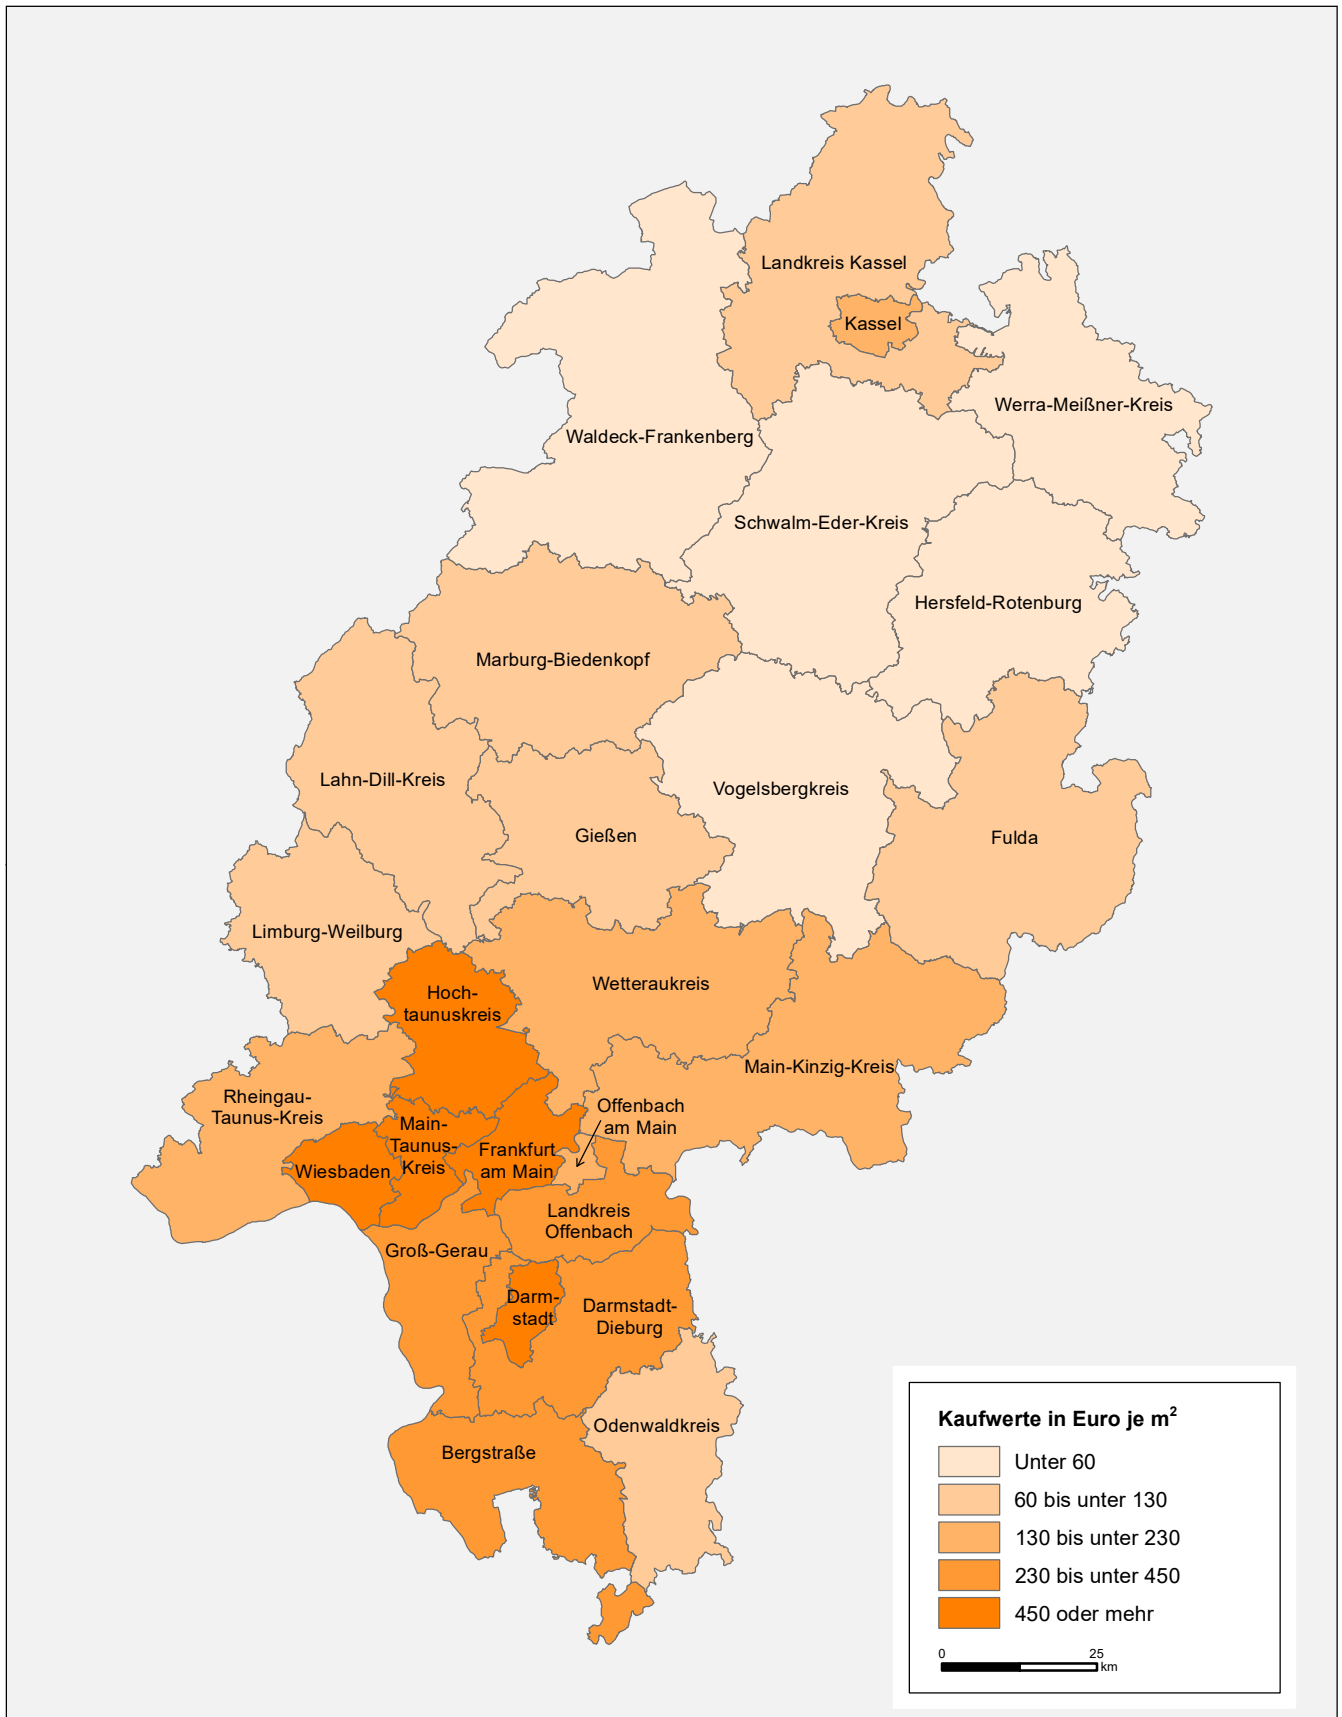 Landkreis Kassel
Kassel
Werra-Meißner-Kreis
Waldeck-Frankenberg
Schwalm-Eder-Kreis
Hersfeld-Rotenburg
Marburg-Biedenkopf
Lahn-Dill-Kreis
Vogelsbergkreis
Gießen
Fulda
Limburg-Weilburg
Wetteraukreis
Hoch-
taunuskreis
Main-Kinzig-Kreis
Rheingau-
Taunus-Kreis
Offenbach
am Main
Main-
Taunus-
Kreis
Frankfurt
am Main
Wiesbaden
Landkreis
Offenbach
Groß-Gerau
Darm-
stadt
Darmstadt-
Dieburg
Odenwaldkreis
Bergstraße
Kaufwerte in Euro je m²
Unter 60
60 bis unter 130
130 bis unter 230
230 bis unter 450
450 oder mehr
0 25
km